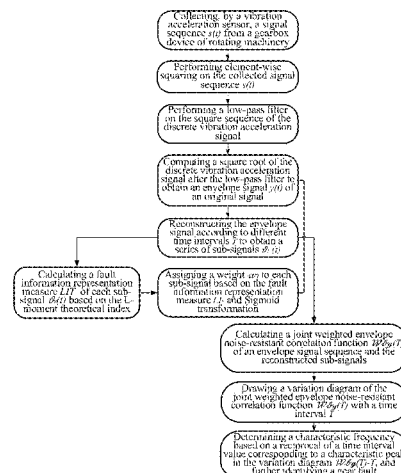 Collecting, by a vibration
acceleration sensor, a signal
sequence s(t) from a gearbox
device of rotating machinery
Performing element-wise
squaring on the collected signal
sequence s(t)
Performing a low-pass filter
on the square sequence of the
discrete vibration acceleration
signal
Computing a square root of the
discrete vibration acceleration
signal after the low-pass filter to
obtain an envelope signal y(t) of
an original signal
Reconstructing the envelope
signal according to different
time intervals T to obtain a
series of sub-signals
Calculating a fault
information representation
measure of each sub-
signal based on the L-
moment theoretical index
Assigning a weight to each
sub-signal based on the fault
information representation
measure and Sigmoid
transformation
Calculating a joint weighted envelope
noise-resistant correlation function
of an envelope signal sequence and the
reconstructed sub-signals
Drawing a variation diagram of the
joint weighted envelope noise-resistant
correlation function with a time
interval T
Determining a characteristic frequency
based on a reciprocal of a time interval
value corresponding to a characteristic peak
in the variation diagram and
further identifying a gear fault